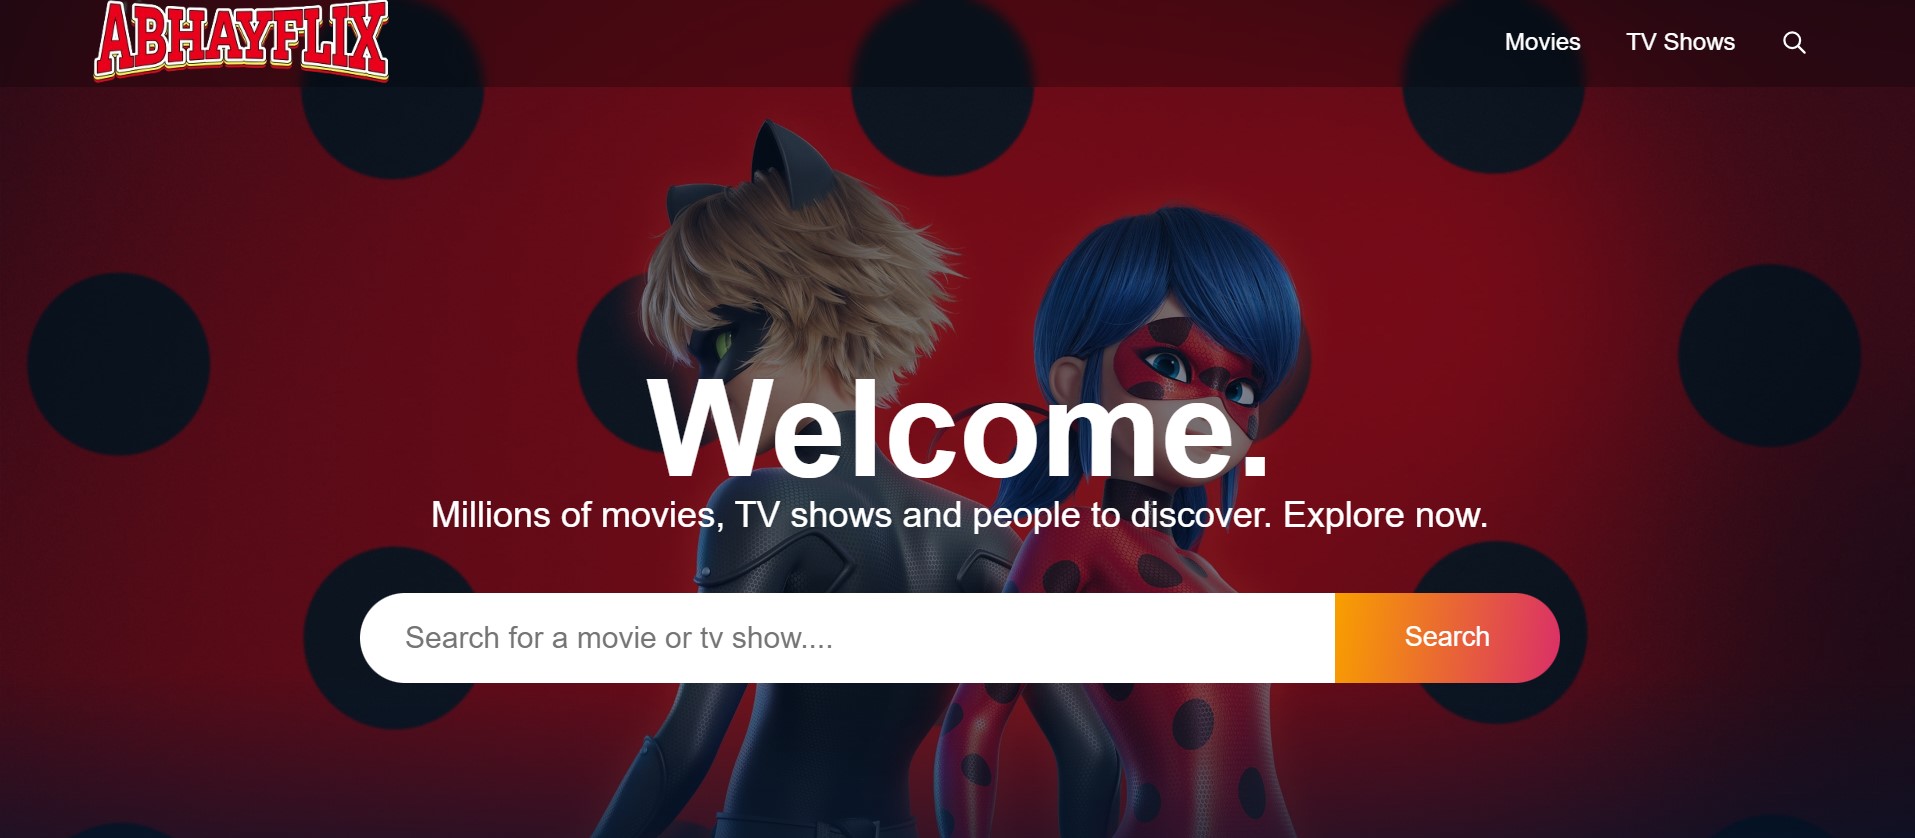 ABHAYFLIX
Movies
TV Shows
Welcome.
Millions of movies, TV shows and people to discover. Explore now.
Search for a movie or tv show....
Search